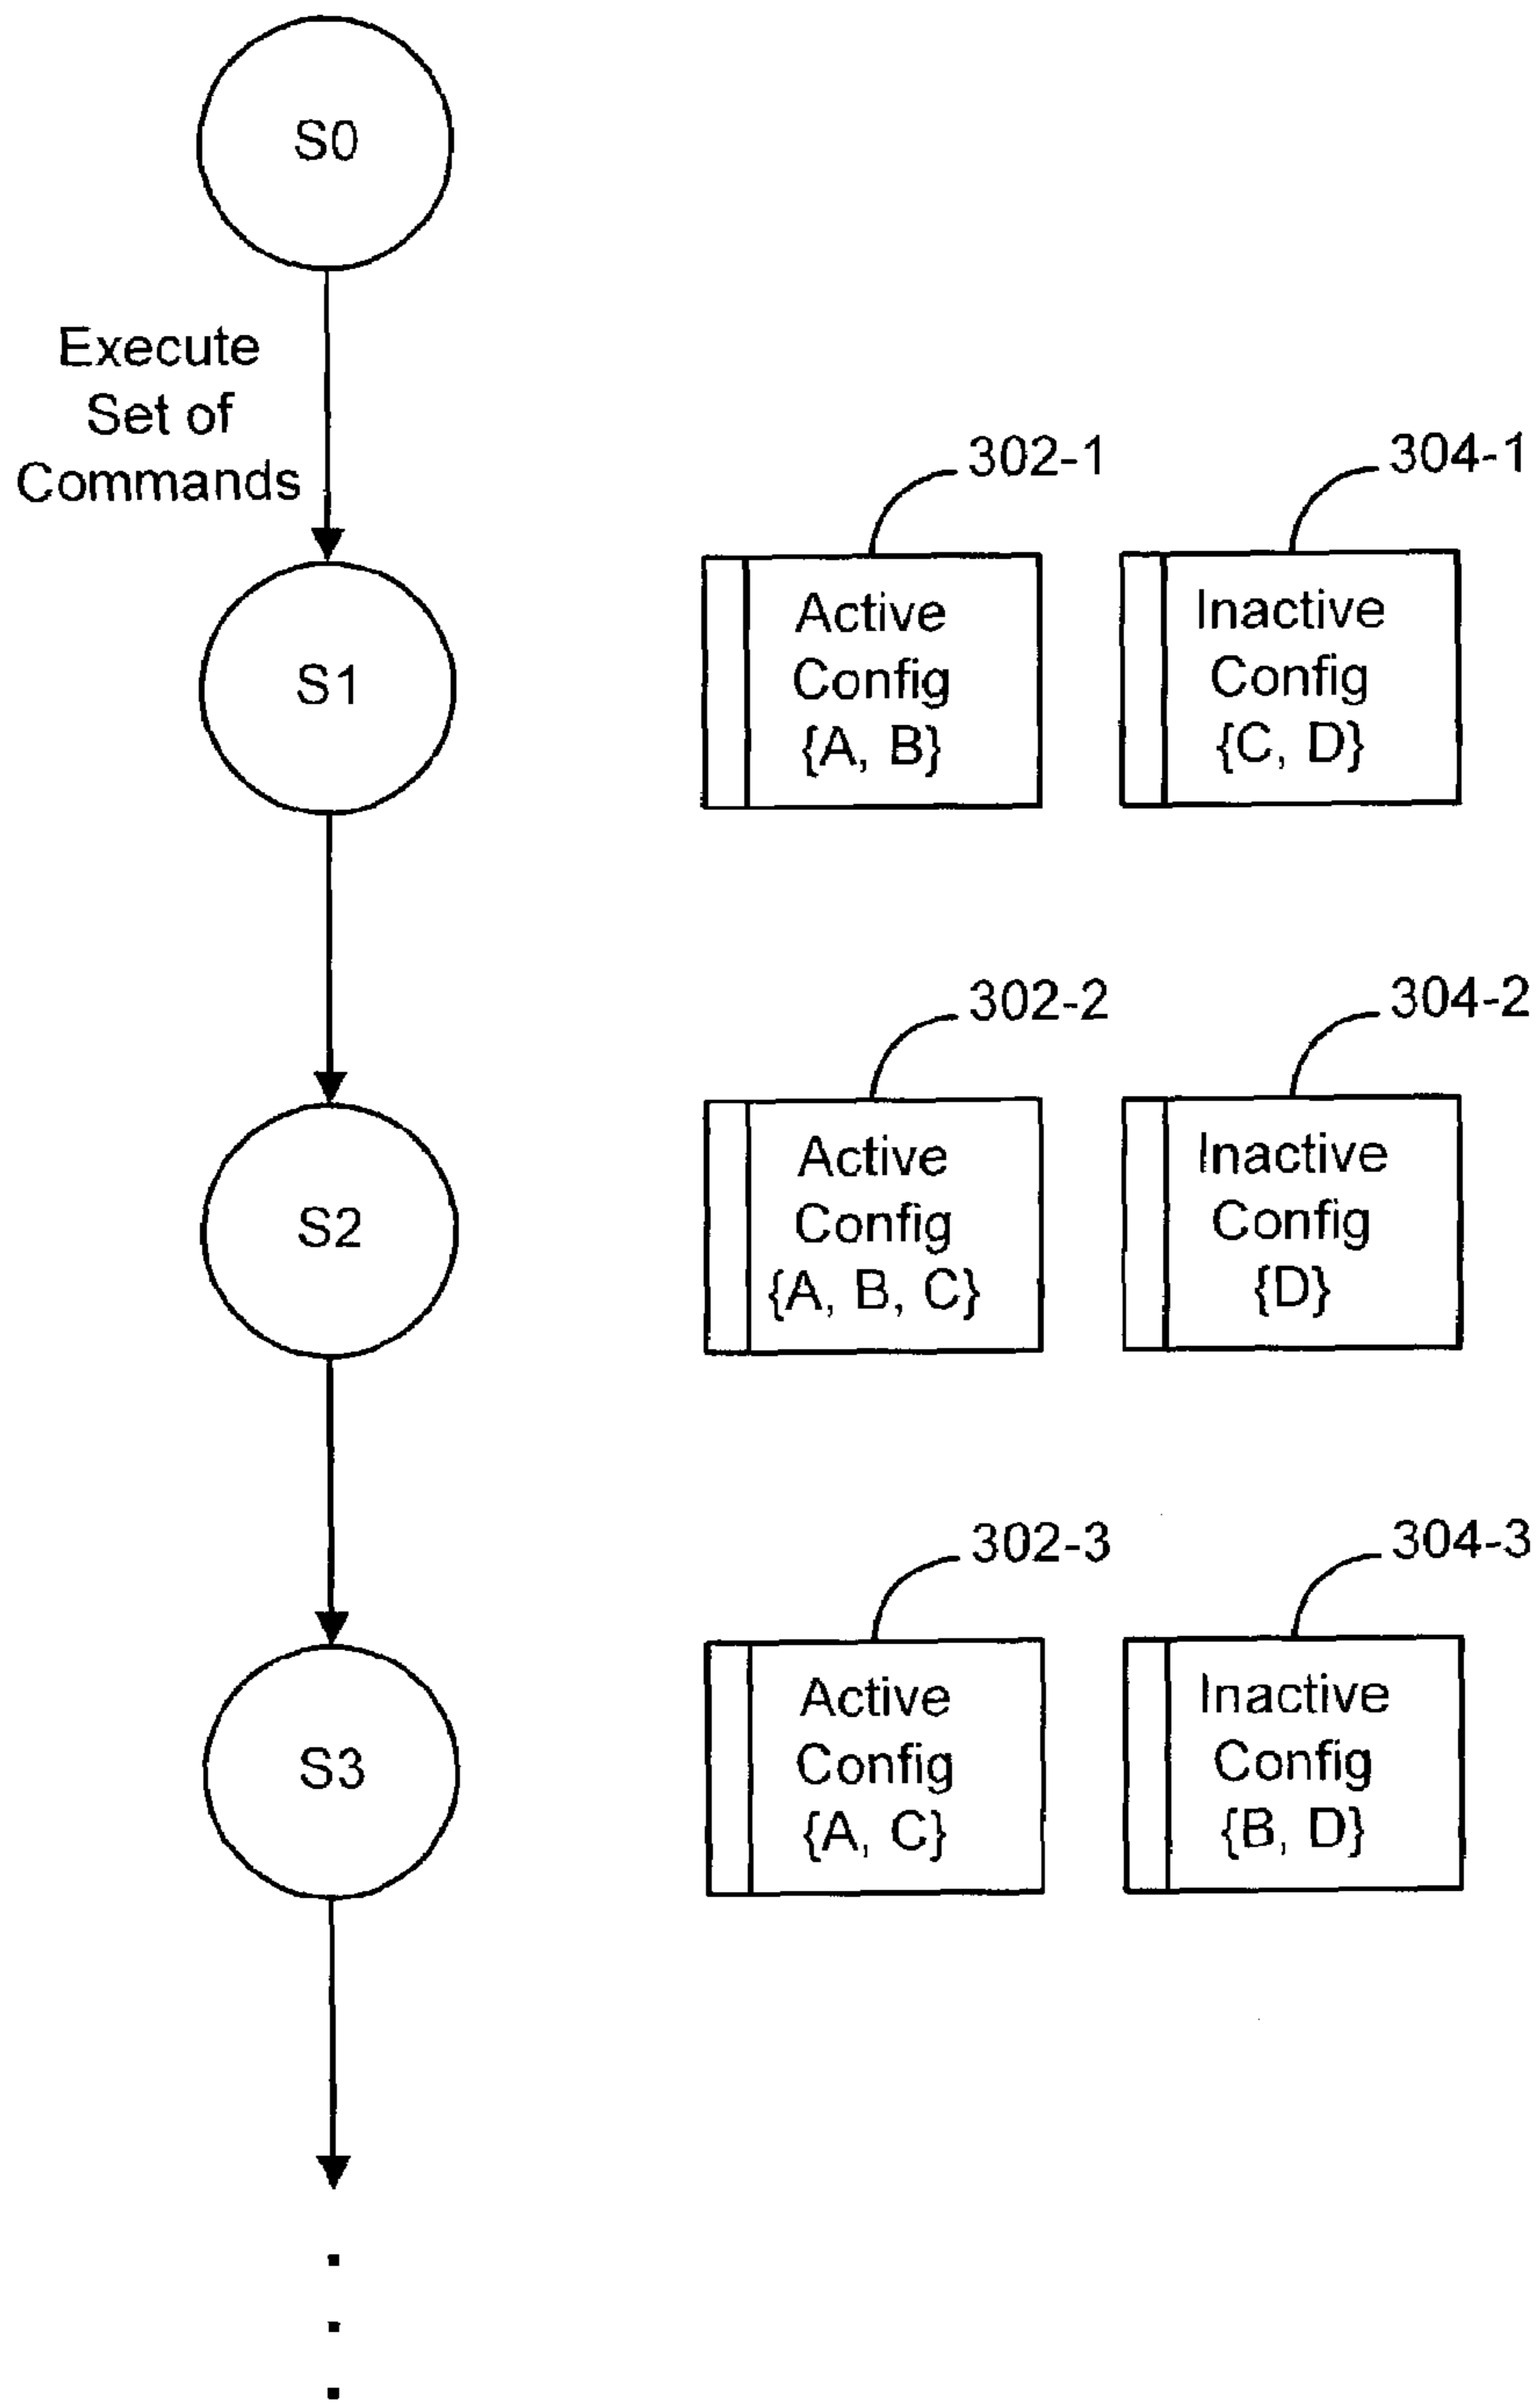 S0
Execute
Set of
Commands
302-1
304-1
S1
Active
Config
{A, B}
Inactive
Config
{C, D}
302-2
304-2
S2
Active
Config
{A, B, C}
Inactive
Config
{D}
302-3
304-3
S3
Active
Config
{A, C}
Inactive
Config
{B, D}